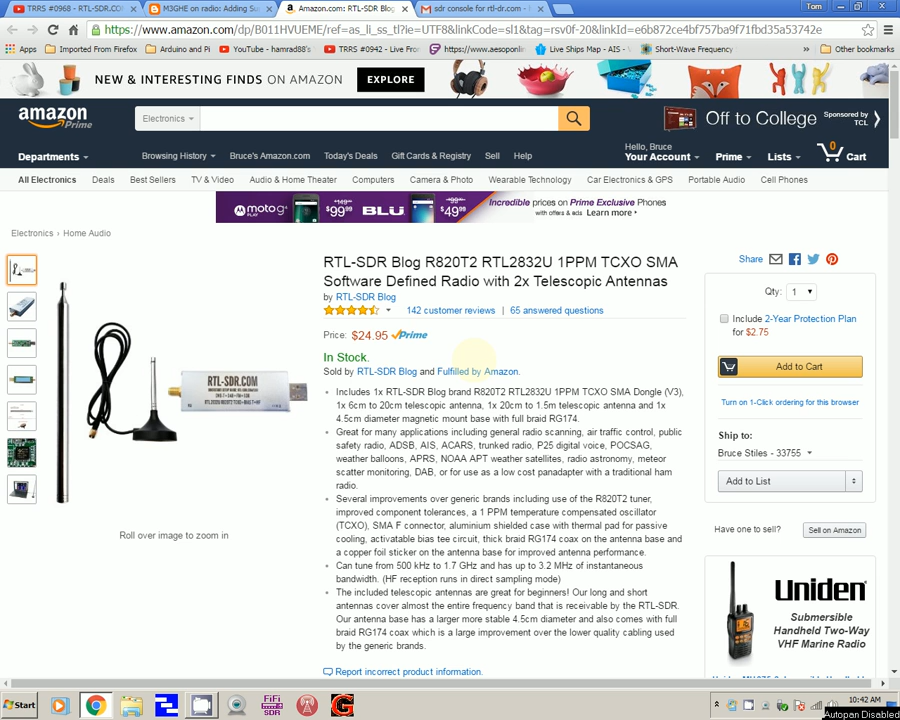 TRRS #0968 - RTL-SDR.CO
M3GHE on radio: Adding Su
Amazon.com: RTL-SDR Blo
sdr console for rtl-dr.com -
Tom
https://www.amazon.com/dp/B011HVUEME/ref=as_li_ss_tl?ie=UTF8&linkCode=sl1&tag=rsv0f-20&linkId=e6b872ce4bf757ba9f71fbd35a53742e
Apps
Imported From Firefox
Arduino and Pi
YouTube - hamrad88's
TRRS #0942 - Live Fro
https://www.aesopon
Live Ships Map - AIS - V
Short-Wave Frequency
»
Other bookmarks
NEW & INTERESTING FINDS ON AMAZON
EXPLORE
amazon
Prime
Electronics
Off to College
Sponsored by
TCL
Departments
Browsing History
Bruce's Amazon.com
Today's Deals
Gift Cards & Registry
Sell
Help
Hello, Bruce
Your Account
Prime
Lists
0
Cart
All Electronics
Deals
Best Sellers
TV & Video
Audio & Home Theater
Computers
Camera & Photo
Wearable Technology
Car Electronics & GPS
Portable Audio
Cell Phones
moto g
PLAY
$9999
BLU
$4999
Incredible prices on Prime Exclusive Phones
with offers & ads Learn more
Electronics › Home Audio
RTL-SDR Blog R820T2 RTL2832U 1PPM TCXO SMA
Software Defined Radio with 2x Telescopic Antennas
by RTL-SDR Blog
142 customer reviews | 65 answered questions
Price: $24.95 Prime
In Stock.
Sold by RTL-SDR Blog and Fulfilled by Amazon.
• Includes 1x RTL-SDR Blog brand R820T2 RTL2832U 1PPM TCXO SMA Dongle (V3),
1x 6cm to 20cm telescopic antenna, 1x 20cm to 1.5m telescopic antenna and 1x
4.5cm diameter magnetic mount base with full braid RG174.
• Great for many applications including general radio scanning, air traffic control, public
safety radio, ADSB, AIS, ACARS, trunked radio, P25 digital voice, POCSAG,
weather balloons, APRS, NOAA APT weather satellites, radio astronomy, meteor
scatter monitoring, DAB, or for use as a low cost panadapter with a traditional ham
radio.
• Several improvements over generic brands including use of the R820T2 tuner,
improved component tolerances, a 1 PPM temperature compensated oscillator
(TCXO), SMA F connector, aluminium shielded case with thermal pad for passive
cooling, activatable bias tee circuit, thick braid RG174 coax on the antenna base and
a copper foil sticker on the antenna base for improved antenna performance.
• Can tune from 500 kHz to 1.7 GHz and has up to 3.2 MHz of instantaneous
bandwidth. (HF reception runs in direct sampling mode)
• The included telescopic antennas are great for beginners! Our long and short
antennas cover almost the entire frequency band that is receivable by the RTL-SDR.
Our antenna base has a larger more stable 4.5cm diameter and also comes with full
braid RG174 coax which is a large improvement over the lower quality cabling used
by the generic brands.
Report incorrect product information.
RTL-SDR.COM
Roll over image to zoom in
Share
Qty: 1
Include 2-Year Protection Plan
for $2.75
Add to Cart
Turn on 1-Click ordering for this browser
Ship to:
Bruce Stiles - 33755
Add to List
Have one to sell?
Sell on Amazon
Uniden
Submersible
Handheld Two-Way
VHF Marine Radio
Start
FiFi
SDR
10:42 AM
Autopan Disabled